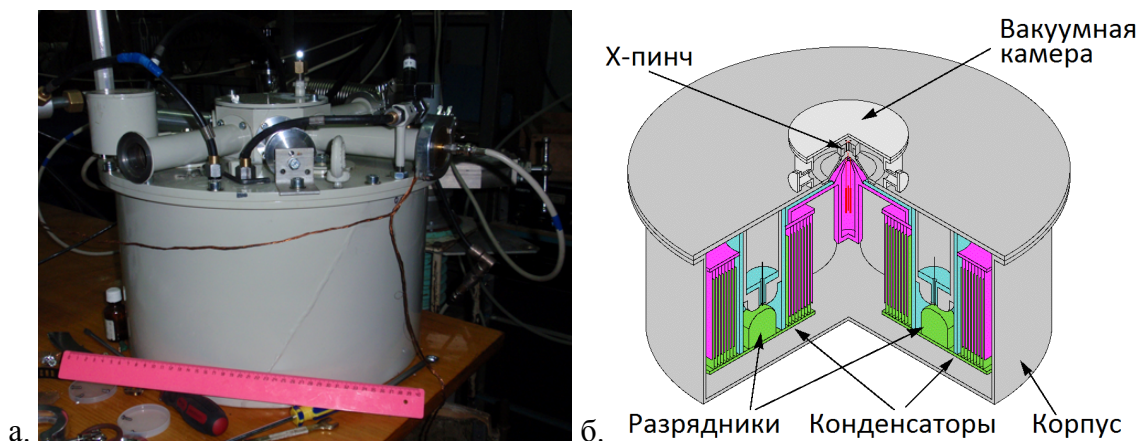 Вакуумная
камера
Х-пинч
Разрядники
Конденсаторы
Корпус
а.
б.